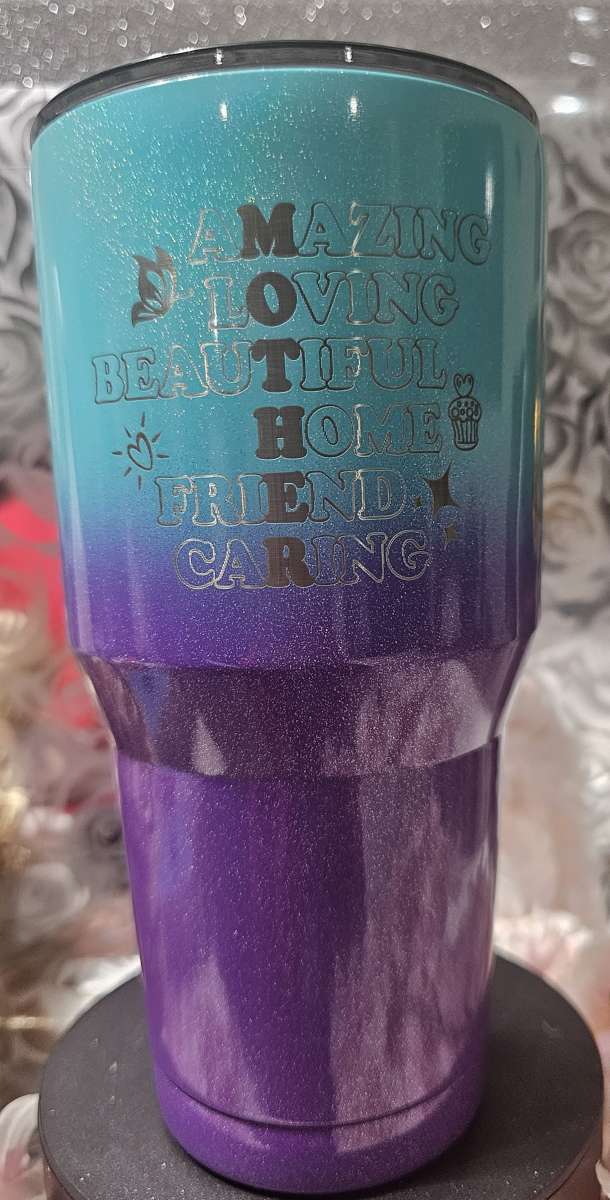 AMAZING
LOVING
BEAUTIFUL
HOME
FRIEND
CARING